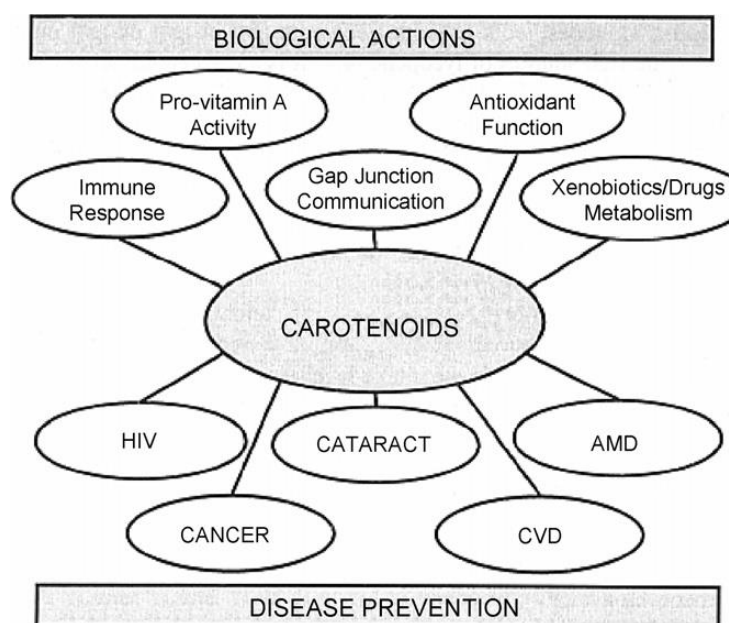 BIOLOGICAL ACTIONS
Pro-vitamin A
Activity
Antioxidant
Function
Immune
Response
Gap Junction
Communication
Xenobiotics/Drugs
Metabolism
CAROTENOIDS
HIV
CATARACT
AMD
CANCER
CVD
DISEASE PREVENTION